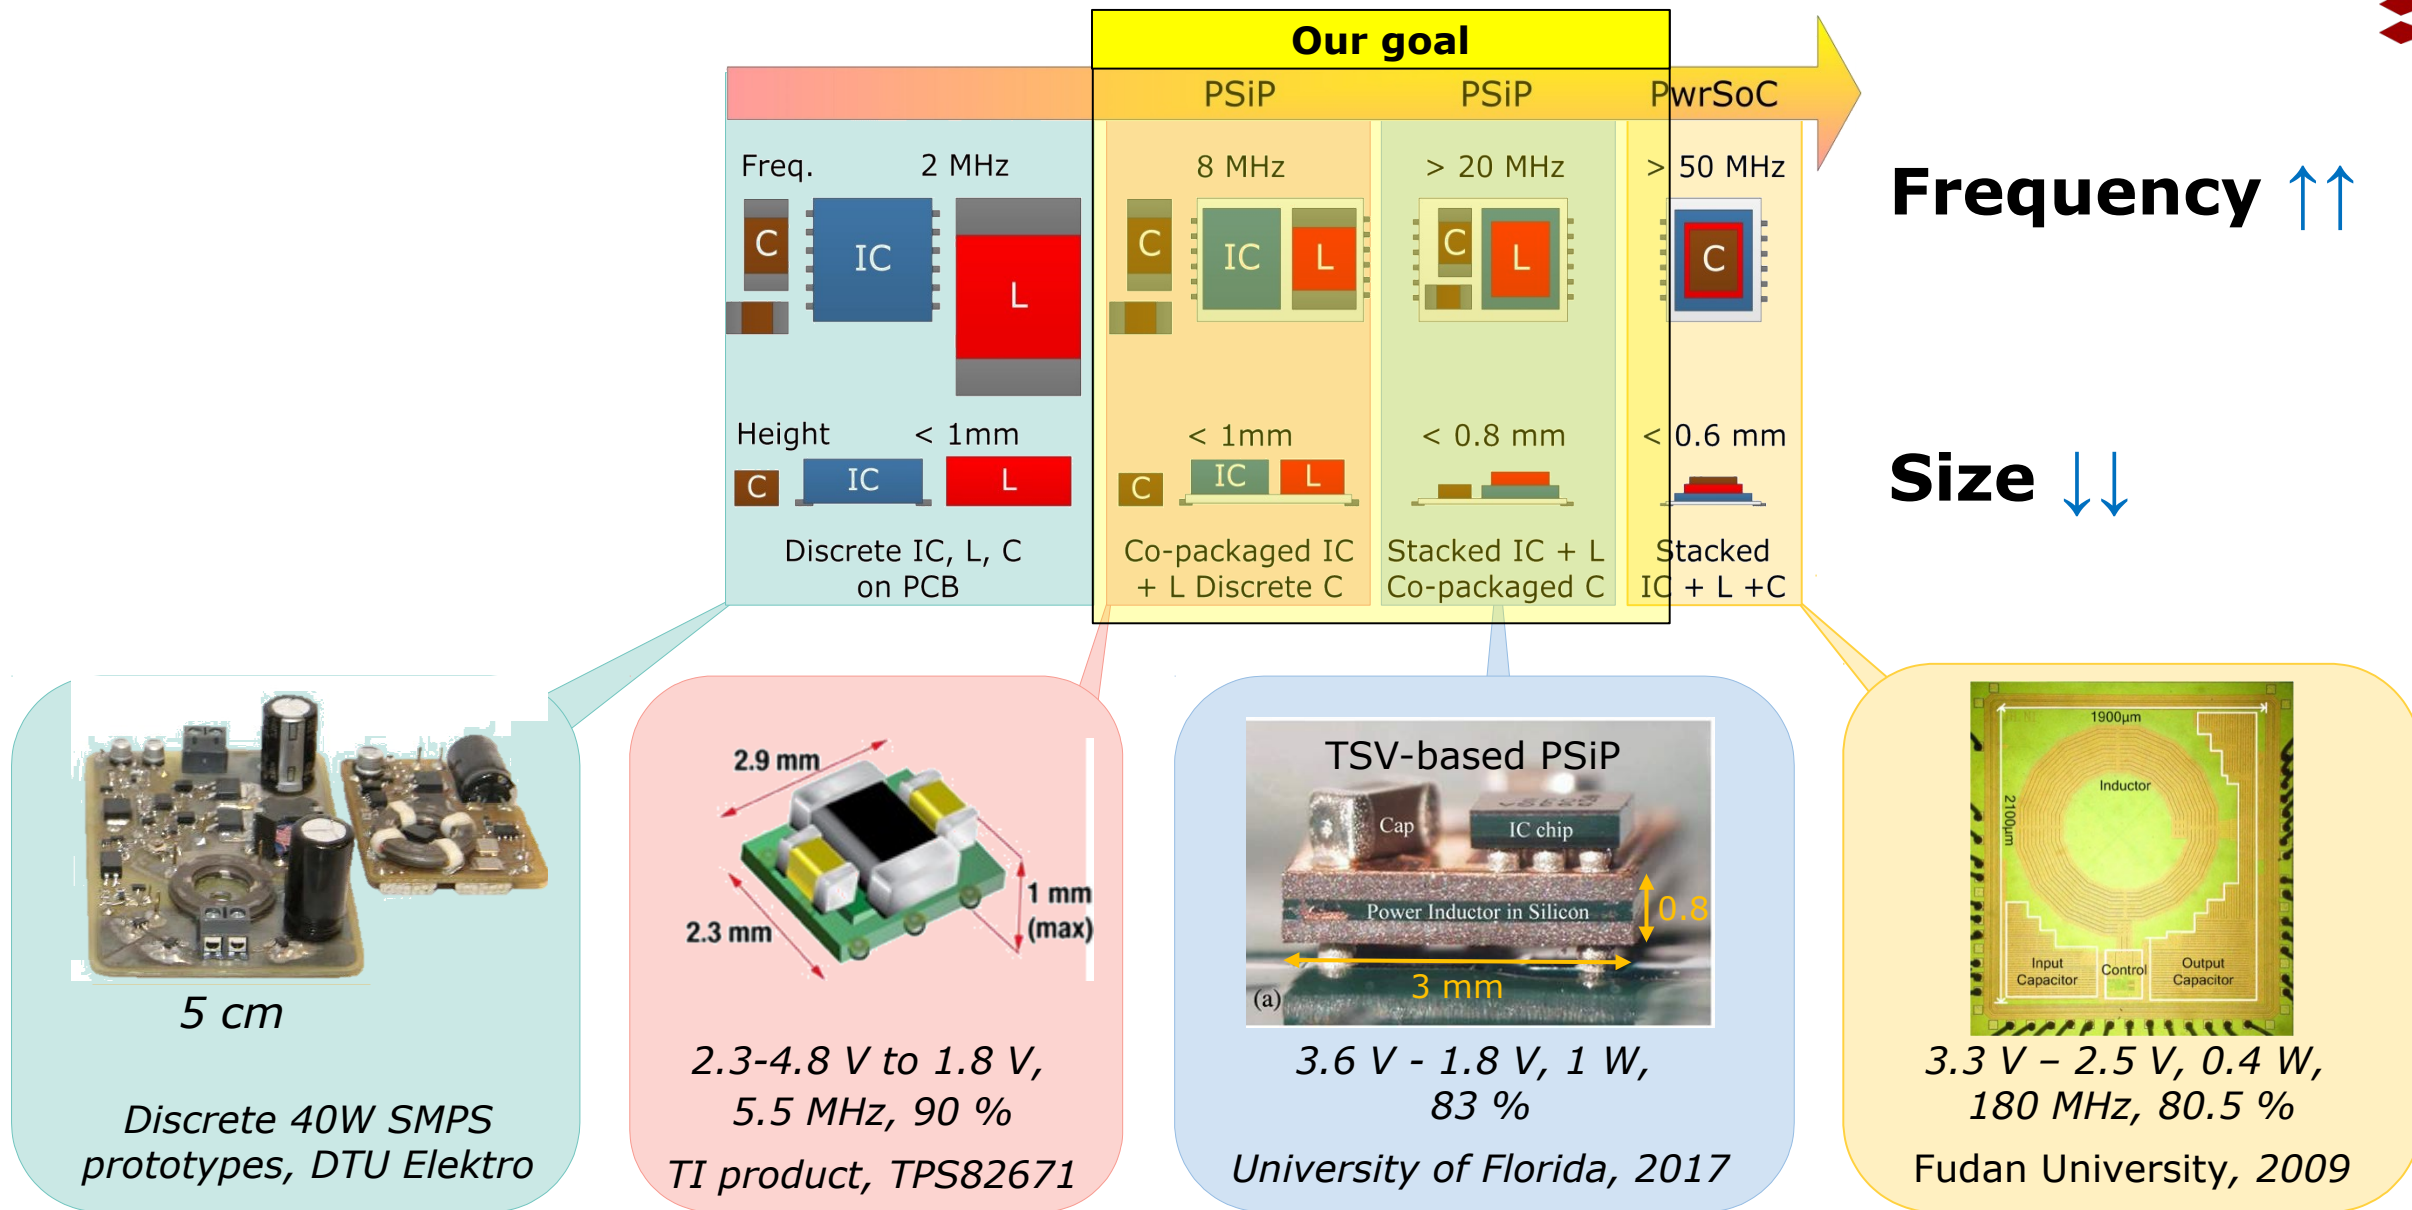 Our goal
PSiP
PSiP
PwrSoC
Freq.
2 MHz
8 MHz
> 20 MHz
> 50 MHz
C
IC
L
C
IC
L
C
L
C
Frequency ↑↑
Height
< 1mm
< 1mm
< 0.8 mm
< 0.6 mm
C
IC
L
C
IC
L
Size ↓↓
Discrete IC, L, C
on PCB
Co-packaged IC
+ L Discrete C
Stacked IC + L
Co-packaged C
Stacked
IC + L +C
5 cm
Discrete 40W SMPS
prototypes, DTU Elektro
2.9 mm
2.3 mm
1 mm
(max)
2.3-4.8 V to 1.8 V,
5.5 MHz, 90 %
TI product, TPS82671
TSV-based PSiP
Cap
IC chip
Power Inductor in Silicon
0.8
3 mm
(a)
3.6 V - 1.8 V, 1 W,
83 %
University of Florida, 2017
1900μm
2100μm
Inductor
Input
Capacitor
Control
Output
Capacitor
3.3 V – 2.5 V, 0.4 W,
180 MHz, 80.5 %
Fudan University, 2009